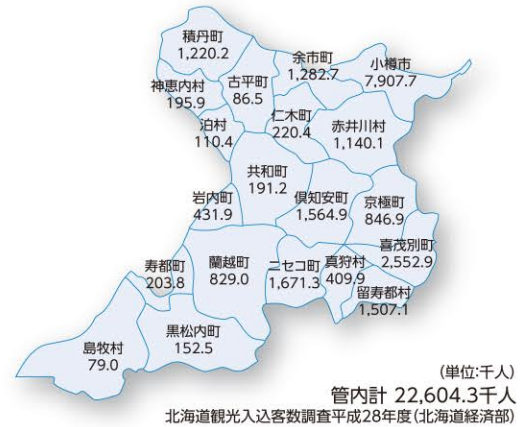 積丹町
1,220.2
余市町
1,282.7
小樽市
7,907.7
神恵内村
195.9
古平町
86.5
仁木町
220.4
赤井川村
1,140.1
泊村
110.4
共和町
191.2
岩内町
431.9
倶知安町
1,564.9
京極町
846.9
喜茂別町
2,552.9
寿都町
203.8
蘭越町
829.0
ニセコ町
1,671.3
真狩村
409.9
留寿都村
1,507.1
黒松内町
152.5
島牧村
79.0
(単位:千人)
管内計 22,604.3千人
北海道観光入込客数調査平成28年度(北海道経済部)